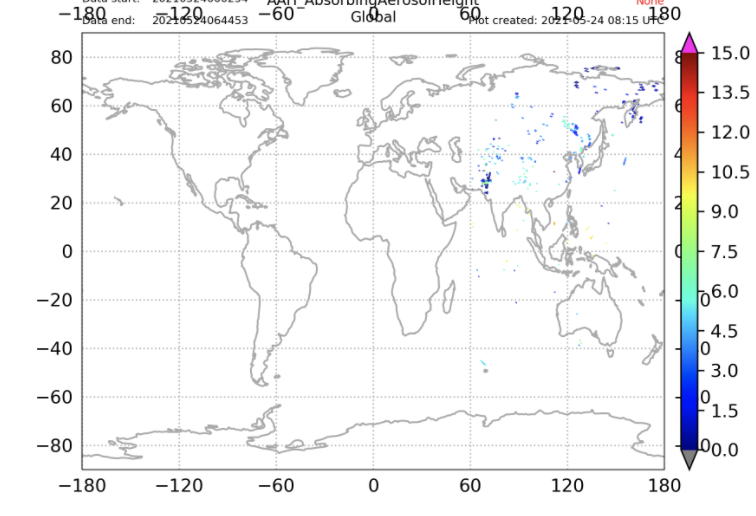 Data start: 20210524060254
AAH_AbsorbingAerosolHeight
None
−180 −120 −60 0 60 120 180
Data end: 20210524064453
Global
Plot created: 2021-05-24 08:15 UTC
80
60
40
20
0
−20
−40
−60
−80
−180 −120 −60 0 60 120 180
15.0
13.5
12.0
10.5
9.0
7.5
6.0
4.5
3.0
1.5
0.0